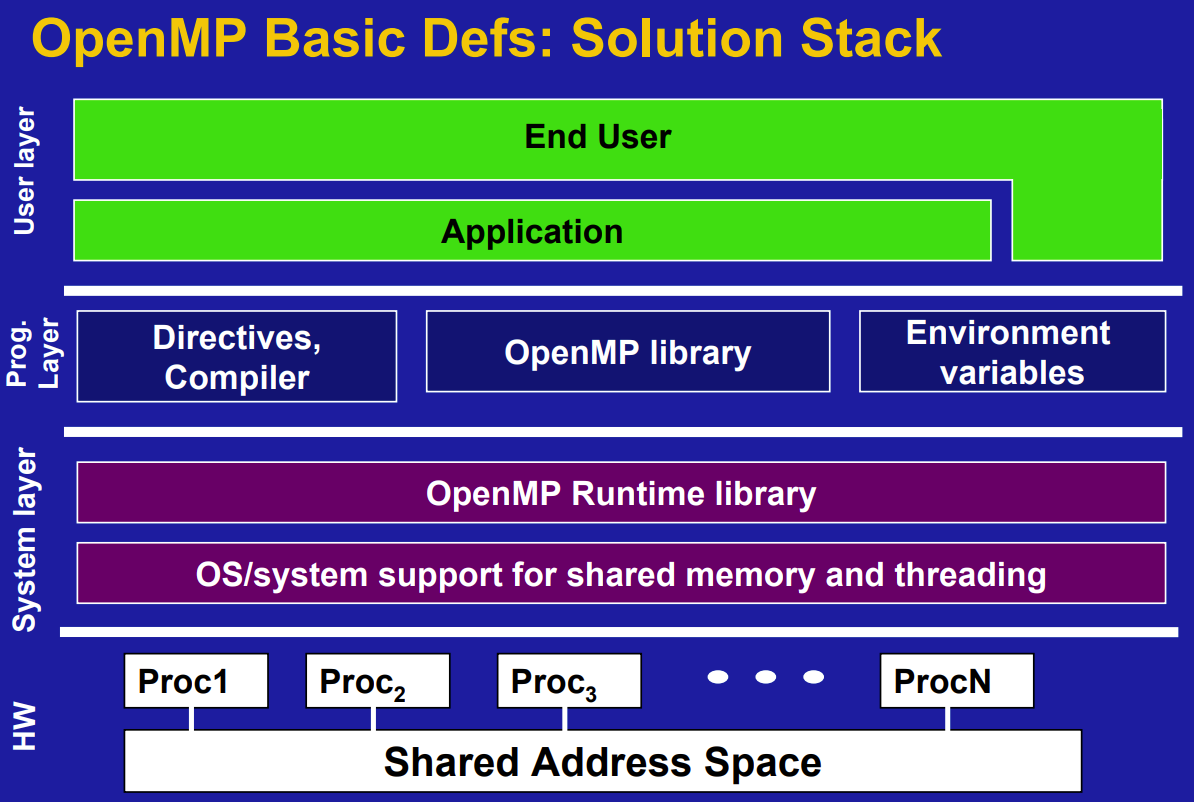 OpenMP Basic Defs: Solution Stack
User layer
End User
Application
Prog.
Layer
Directives,
Compiler
OpenMP library
Environment
variables
System layer
OpenMP Runtime library
OS/system support for shared memory and threading
HW
Proc1
Proc₂
Proc₃
ProcN
Shared Address Space